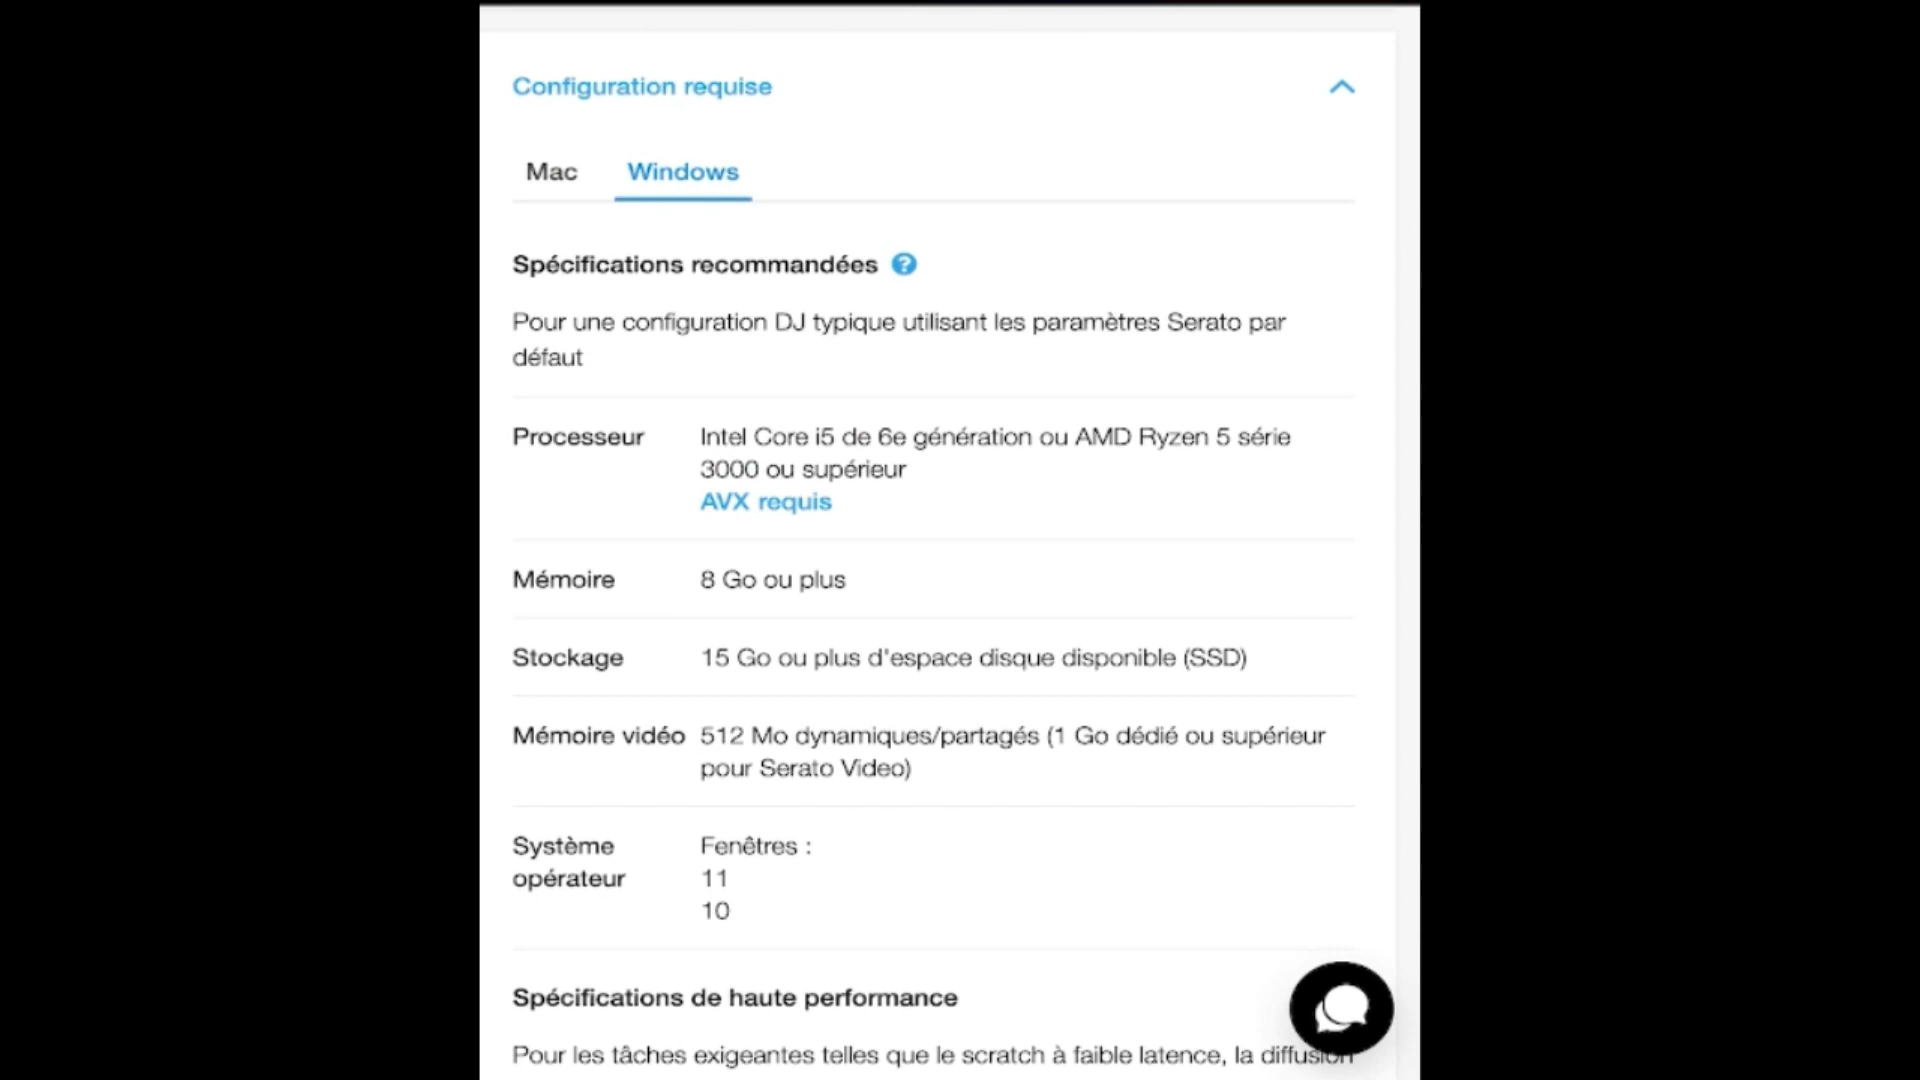 Configuration requise
Mac
Windows
Spécifications recommandées
Pour une configuration DJ typique utilisant les paramètres Serato par
défaut
Processeur
Intel Core i5 de 6e génération ou AMD Ryzen 5 série
3000 ou supérieur
AVX requis
Mémoire
8 Go ou plus
Stockage
15 Go ou plus d'espace disque disponible (SSD)
Mémoire vidéo
512 Mo dynamiques/partagés (1 Go dédié ou supérieur
pour Serato Video)
Système
opérateur
Fenêtres :
11
10
Spécifications de haute performance
Pour les tâches exigeantes telles que le scratch à faible latence, la diffusion